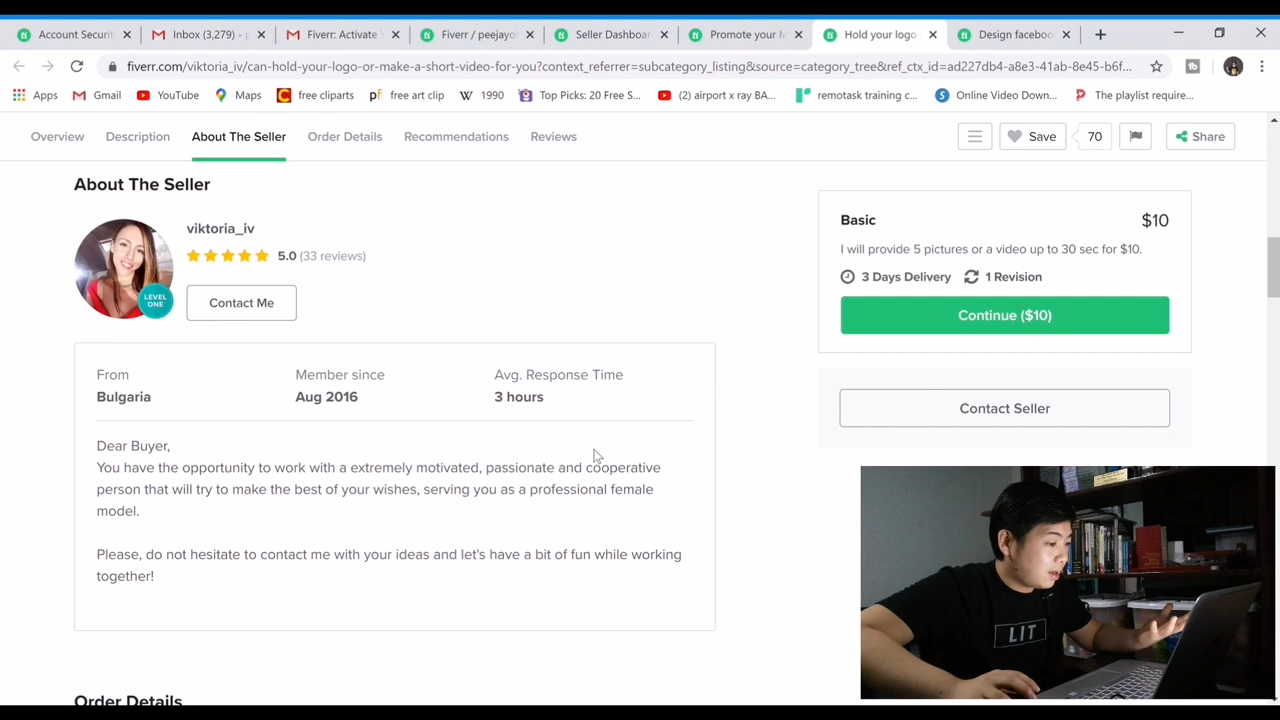 Account Securit
Inbox (3,279) - p
Fiverr: Activate Y
Fiverr / peejayol
Seller Dashboar
Promote your M
Hold your logo
Design faceboo
fiverr.com/viktoria_iv/can-hold-your-logo-or-make-a-short-video-for-you?context_referrer=subcategory_listing&source=category_tree&ref_ctx_id=ad227db4-a8e3-41ab-8e45-b6f...
Apps
Gmail
YouTube
Maps
free cliparts
free art clip
1990
Top Picks: 20 Free S...
(2) airport x ray BA...
remotask training c...
Online Video Down...
The playlist require...
Overview
Description
About The Seller
Order Details
Recommendations
Reviews
Save
70
Share
About The Seller
viktoria_iv
5.0 (33 reviews)
LEVEL
ONE
Contact Me
From
Bulgaria
Member since
Aug 2016
Avg. Response Time
3 hours
Dear Buyer,
You have the opportunity to work with a extremely motivated, passionate and cooperative
person that will try to make the best of your wishes, serving you as a professional female
model.
Please, do not hesitate to contact me with your ideas and let's have a bit of fun while working
together!
Order Details
Basic
$10
I will provide 5 pictures or a video up to 30 sec for $10.
3 Days Delivery
1 Revision
Continue ($10)
Contact Seller
LIT